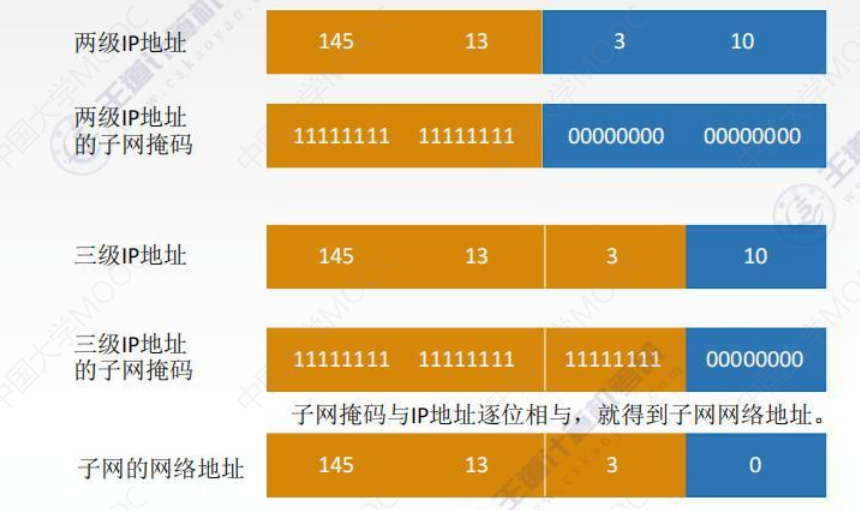 两级IP地址 145 13 3 10
两级IP地址
的子网掩码 11111111 11111111 00000000 00000000
三级IP地址 145 13 3 10
三级IP地址
的子网掩码 11111111 11111111 11111111 00000000
子网掩码与IP地址逐位相与，就得到子网网络地址。
子网的网络地址 145 13 3 0